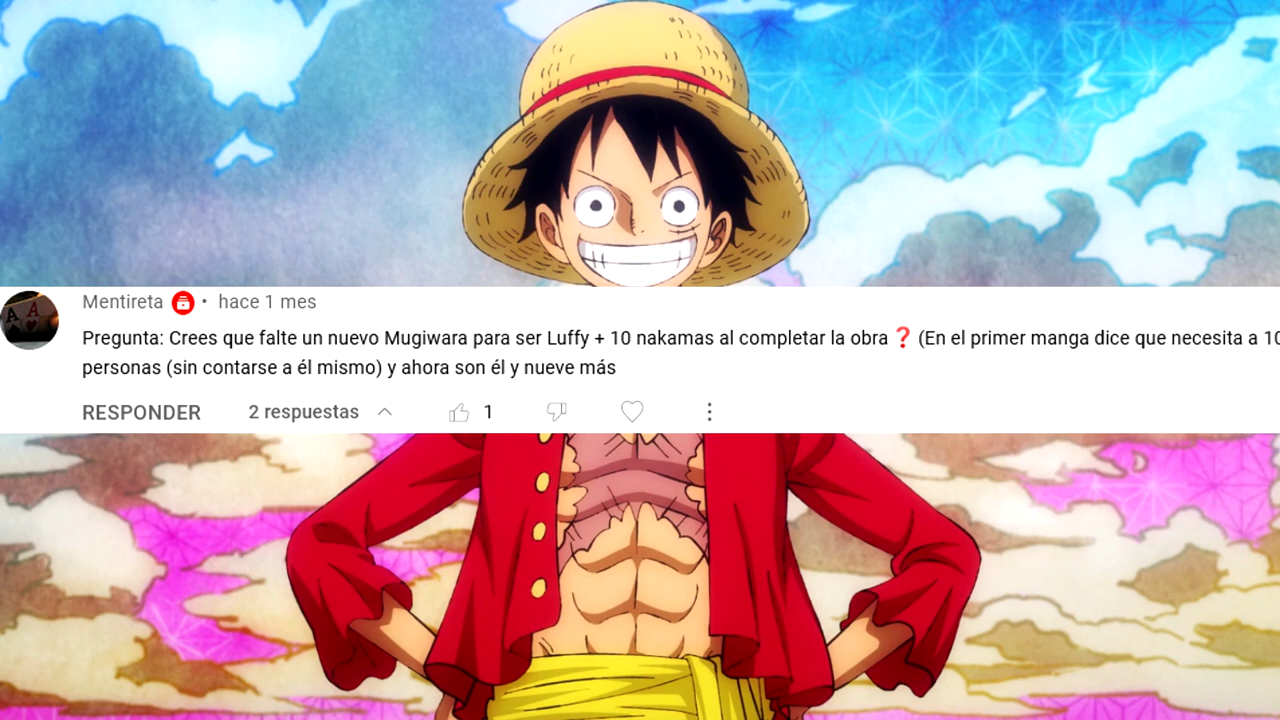 Mentireta • hace 1 mes
Pregunta: Crees que falte un nuevo Mugiwara para ser Luffy + 10 nakamas al completar la obra ❓ (En el primer manga dice que necesita a 10
personas (sin contarse a él mismo) y ahora son él y nueve más
RESPONDER 2 respuestas 1